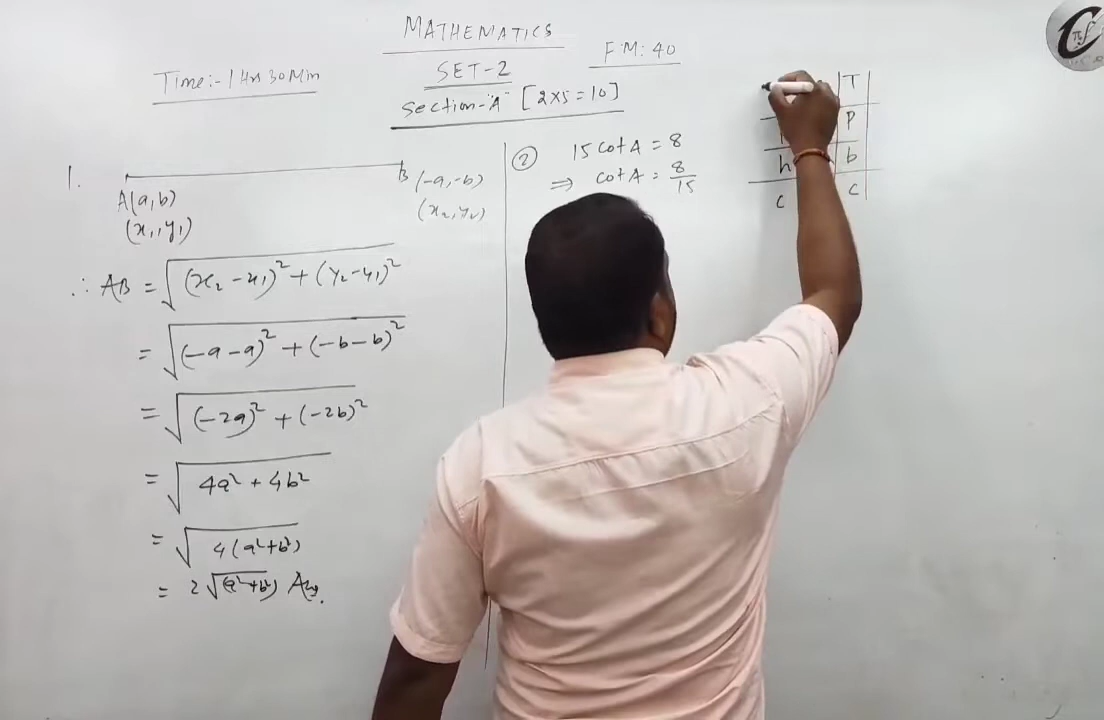 MATHEMATICS
Time:- 1 Hrs 30 Min
SET-2
F.M: 40
Section-"A" [2x5=10]
1.
A(a,b)
(x₁,y₁)
B (-a,-b)
(x₂,y₂)
∴ AB = √(x₂-x₁)²+(y₂-y₁)²
= √(-a-a)²+(-b-b)²
= √(-2a)²+(-2b)²
= √4a²+4b²
= √4(a²+b²)
= 2√(a²+b²) Ans.
② 15 cot A = 8
⇒ cot A = 8/15
T
P
h b
c c